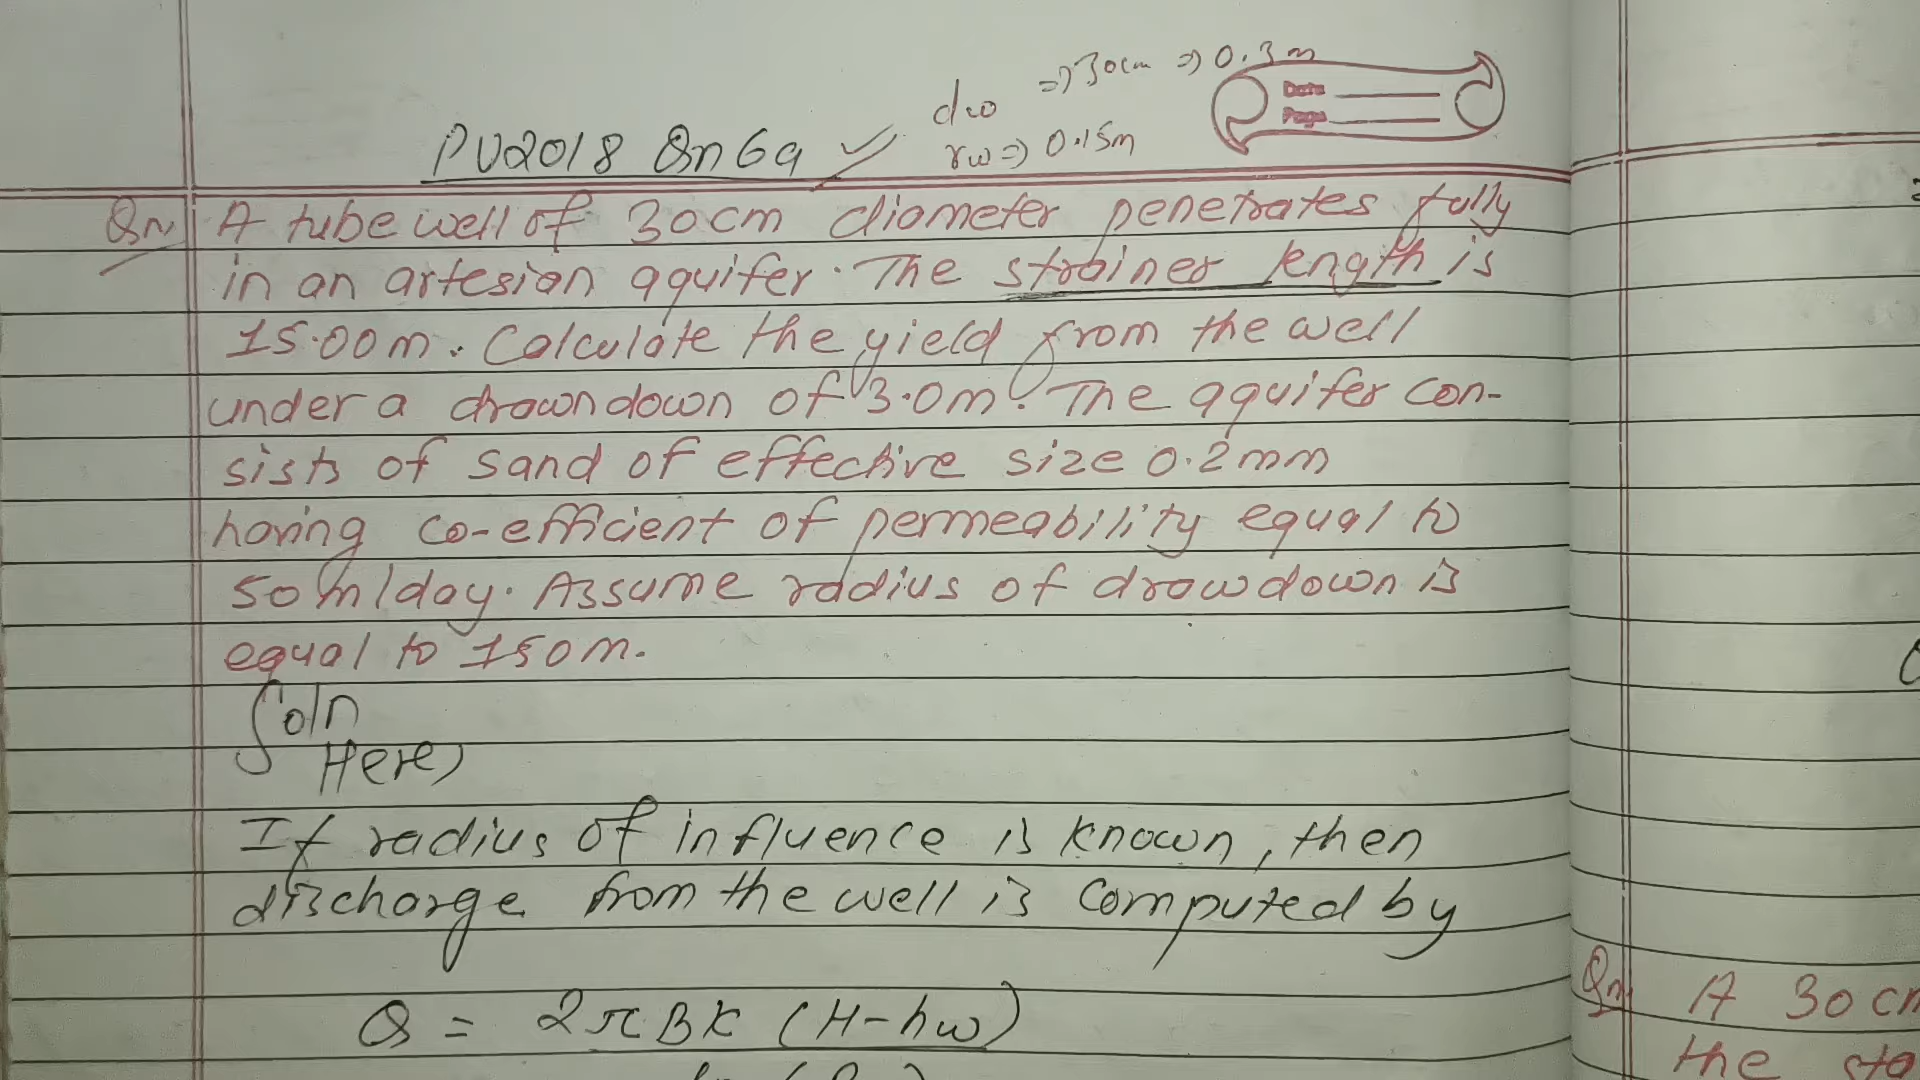 dw => 30cm => 0.3m
rw => 0.15m
Date
Page
PU2018 Qn6a
Qn A tube well of 30cm diameter penetrates fully
in an artesian aquifer. The strainer length is
15.00m. Calculate the yield from the well
under a drawndown of 3.0m. The aquifer con-
sists of sand of effective size 0.2mm
having co-efficient of permeability equal to
50m/day. Assume radius of drawdown is
equal to 150m.
Soln
Here,
If radius of influence is known, then
discharge from the well is computed by
Q = 2πBK (H-hw)
Qn A 30cm
the sta